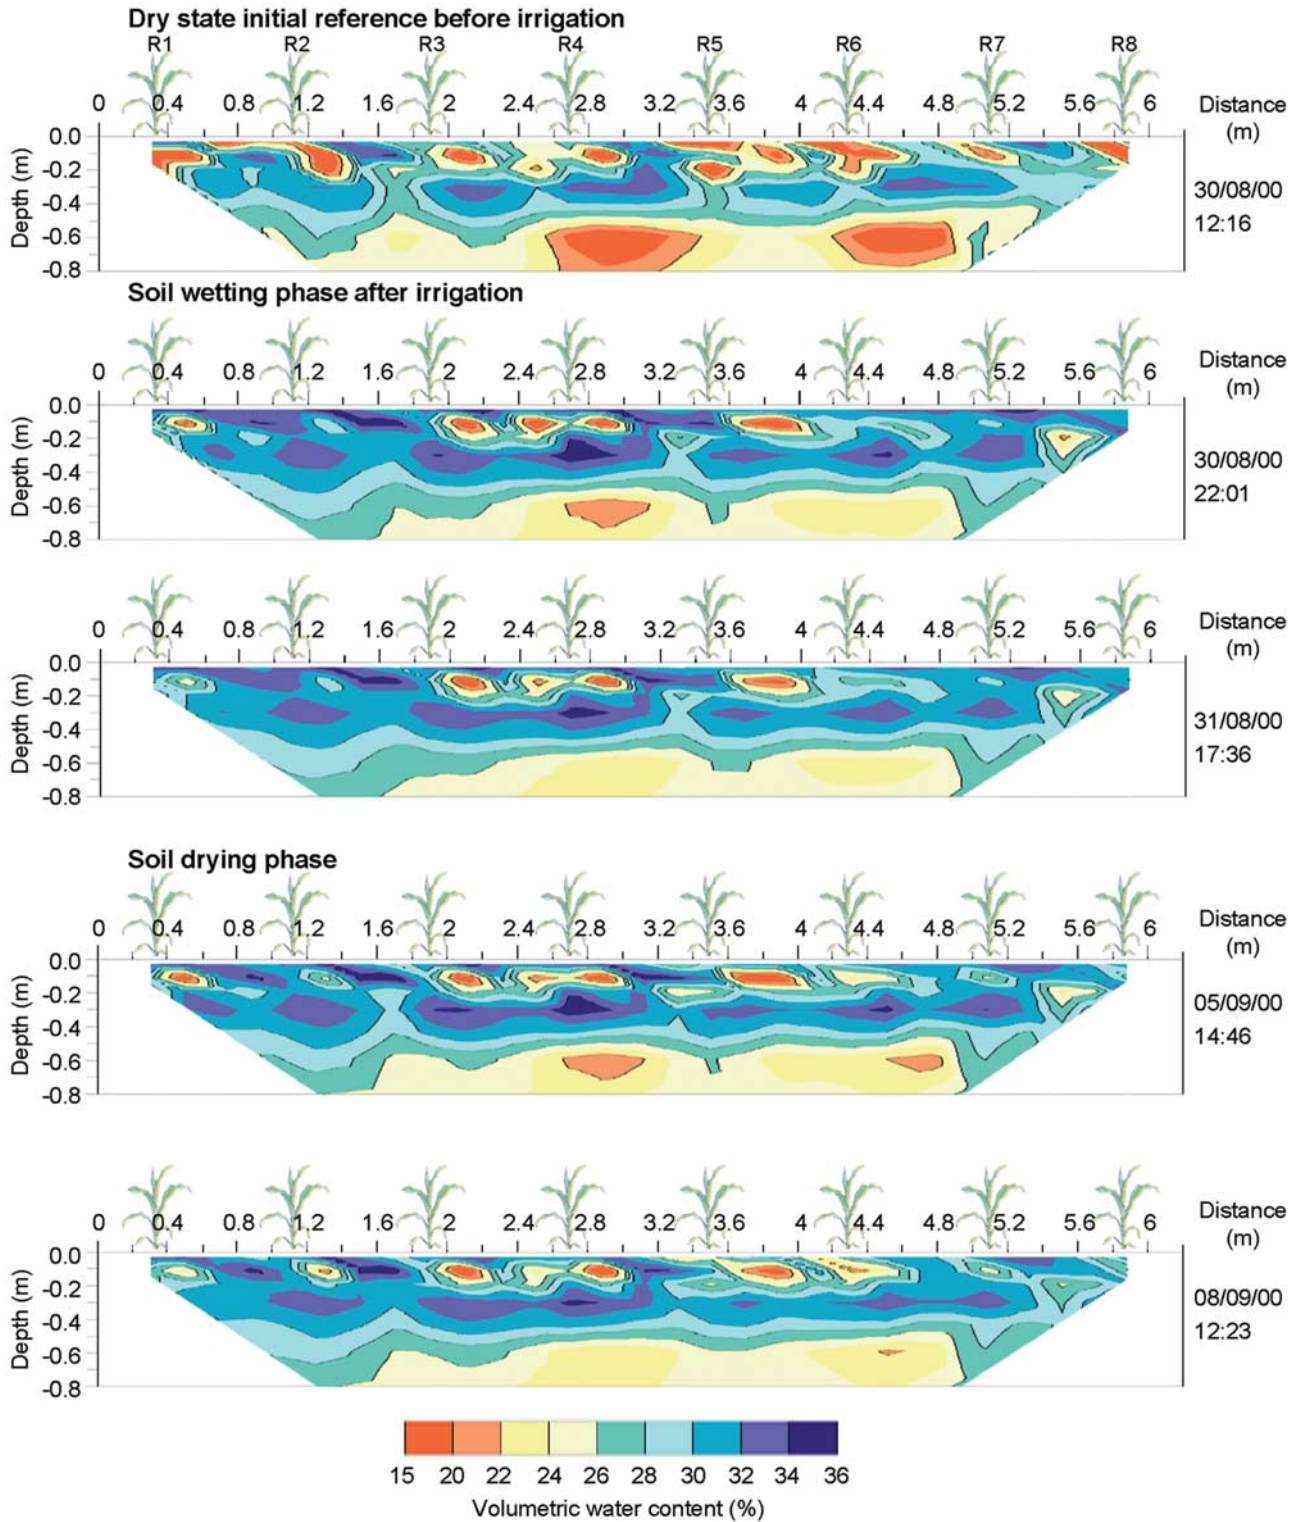 Dry state initial reference before irrigation
R1 R2 R3 R4 R5 R6 R7 R8
0 0.4 0.8 1.2 1.6 2 2.4 2.8 3.2 3.6 4 4.4 4.8 5.2 5.6 6
Distance
(m)
0.0
-0.2
-0.4
-0.6
-0.8
Depth (m)
30/08/00
12:16
Soil wetting phase after irrigation
0 0.4 0.8 1.2 1.6 2 2.4 2.8 3.2 3.6 4 4.4 4.8 5.2 5.6 6
Distance
(m)
0.0
-0.2
-0.4
-0.6
-0.8
Depth (m)
30/08/00
22:01
0 0.4 0.8 1.2 1.6 2 2.4 2.8 3.2 3.6 4 4.4 4.8 5.2 5.6 6
Distance
(m)
0.0
-0.2
-0.4
-0.6
-0.8
Depth (m)
31/08/00
17:36
Soil drying phase
0 0.4 0.8 1.2 1.6 2 2.4 2.8 3.2 3.6 4 4.4 4.8 5.2 5.6 6
Distance
(m)
0.0
-0.2
-0.4
-0.6
-0.8
Depth (m)
05/09/00
14:46
0 0.4 0.8 1.2 1.6 2 2.4 2.8 3.2 3.6 4 4.4 4.8 5.2 5.6 6
Distance
(m)
0.0
-0.2
-0.4
-0.6
-0.8
Depth (m)
08/09/00
12:23
15 20 22 24 26 28 30 32 34 36
Volumetric water content (%)